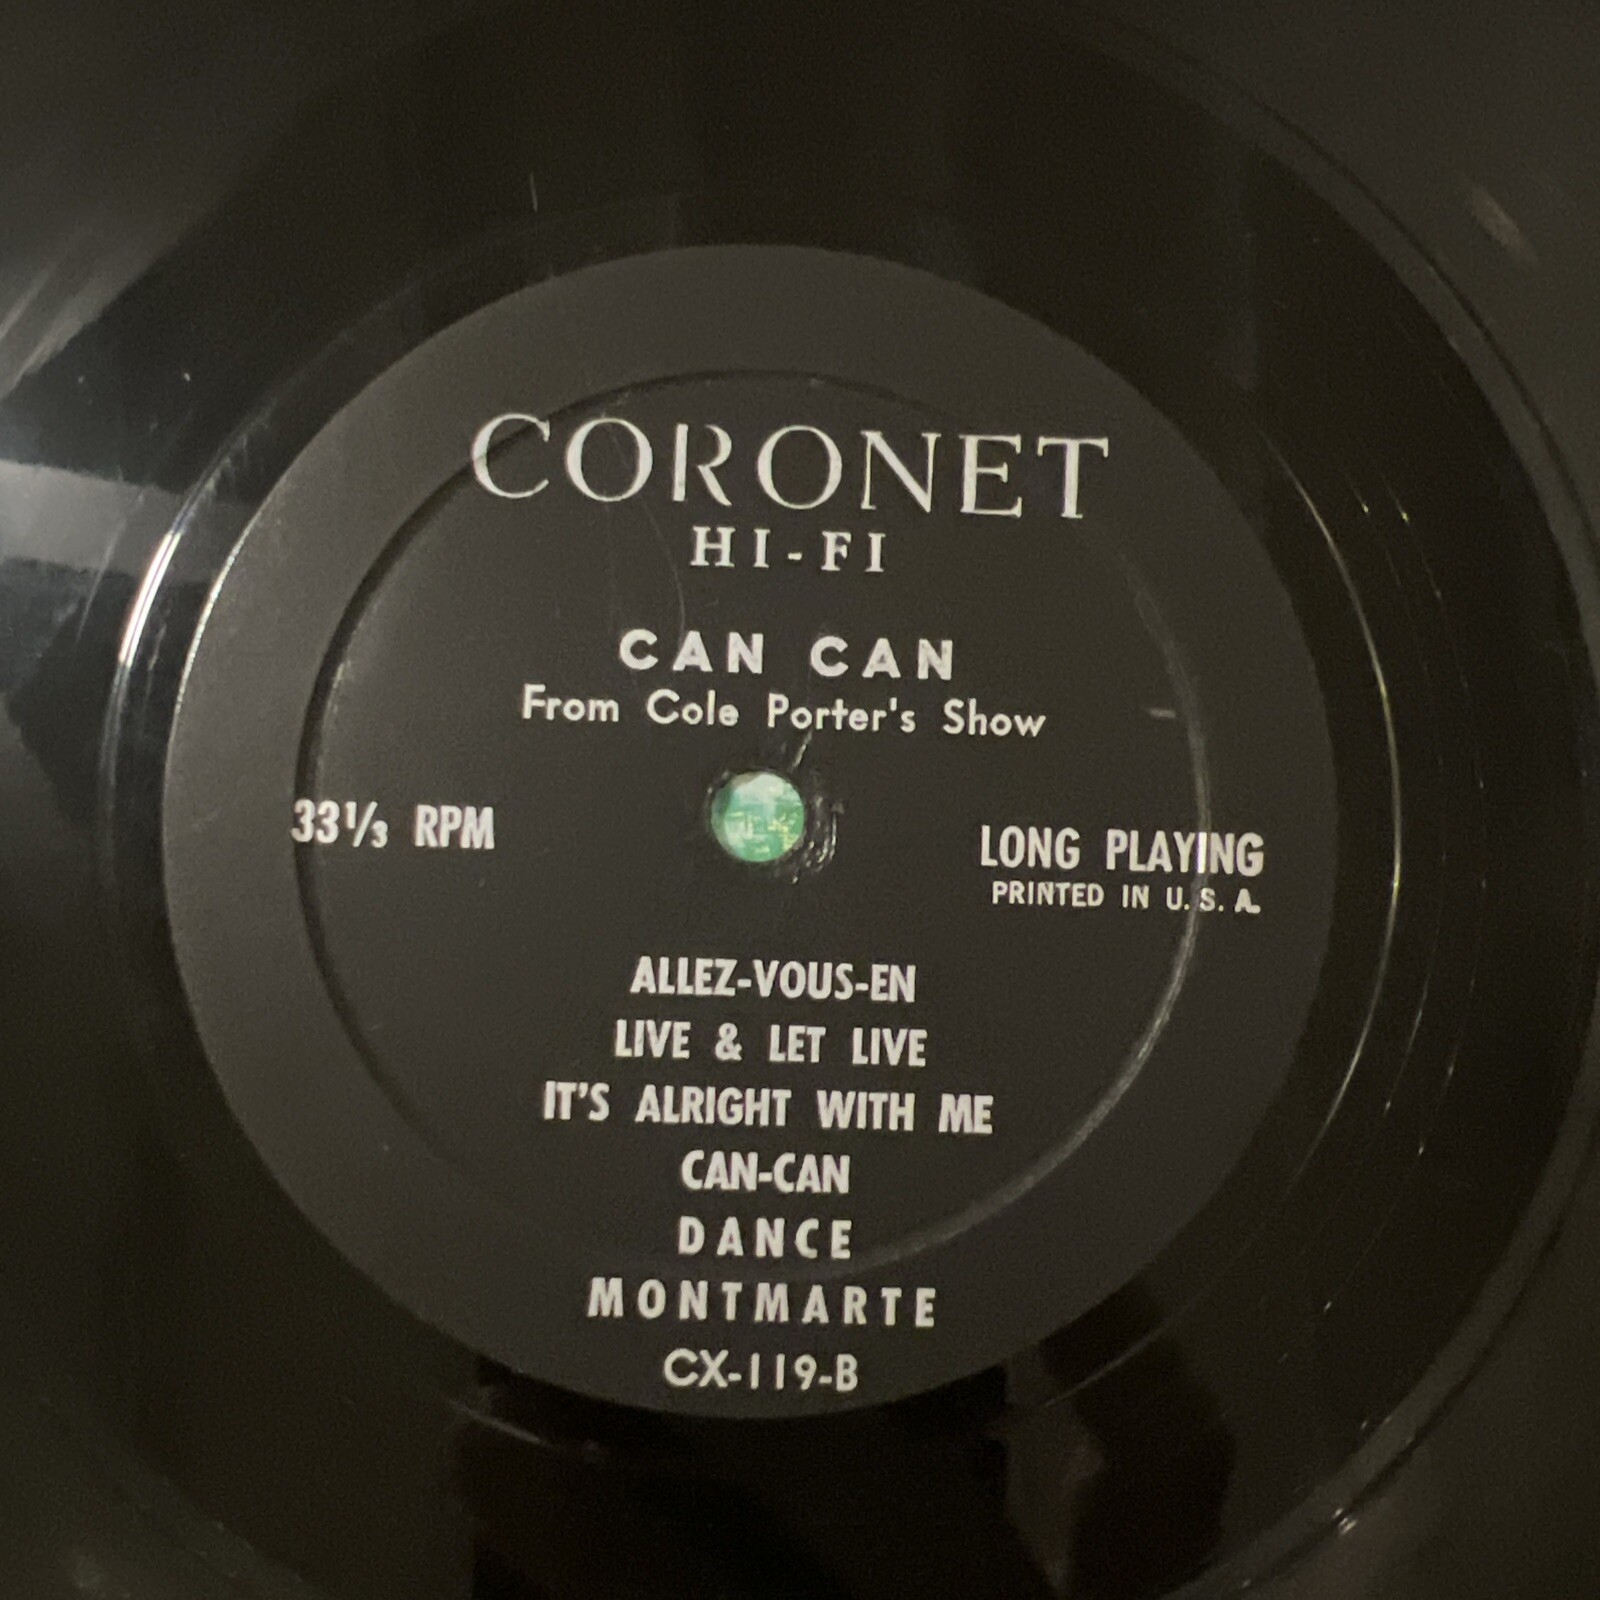 CORONET
HI-FI
CAN CAN
From Cole Porter's Show
33⅓ RPM
LONG PLAYING
PRINTED IN U.S.A.
ALLEZ-VOUS-EN
LIVE & LET LIVE
IT'S ALRIGHT WITH ME
CAN-CAN
DANCE
MONTMARTE
CX-119-B